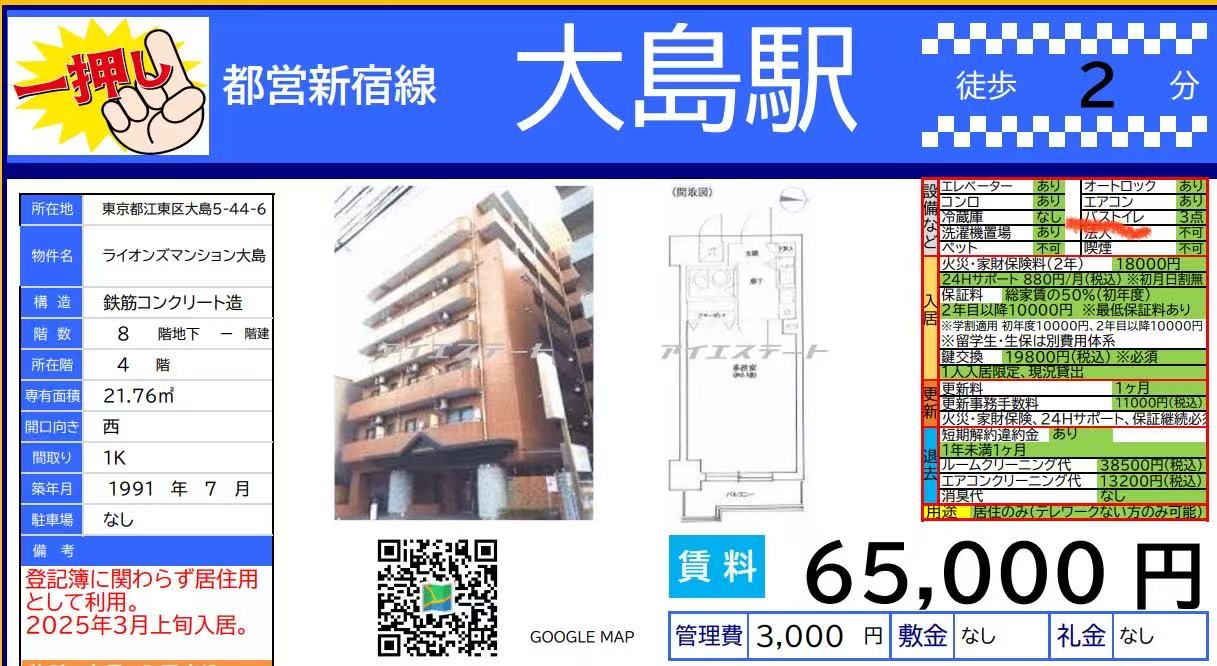 一押し
都営新宿線
大島駅
徒歩 2 分
所在地 東京都江東区大島5-44-6
物件名 ライオンズマンション大島
構造 鉄筋コンクリート造
階数 8 階地下 ー 階建
所在階 4 階
専有面積 21.76㎡
開口向き 西
間取り 1K
築年月 1991 年 7 月
駐車場 なし
備考
登記簿に関わらず居住用
として利用。
2025年3月上旬入居。
アイエステート
(間取図)
玄関
廊下
クローゼット
アイエステート
事務室
バルコニー
GOOGLE MAP
設備など
エレベーター あり オートロック あり
コンロ あり エアコン あり
冷蔵庫 なし バストイレ 3点
洗濯機置場 あり 法人 不可
ペット 不可 喫煙 不可
入居
火災・家財保険料(2年) 18000円
24Hサポート 880円/月(税込) ※初月日割無
保証料 総家賃の50%(初年度)
2年目以降10000円 ※最低保証料あり
※学割適用 初年度10000円、2年目以降10000円
※留学生・生保は別費用体系
鍵交換 19800円(税込) ※必須
1人入居限定、現況貸出
更新
更新料 1ヶ月
更新事務手数料 11000円(税込)
火災・家財保険、24Hサポート、保証継続必須
退去
短期解約違約金 あり
1年未満1ヶ月
ルームクリーニング代 38500円(税込)
エアコンクリーニング代 13200円(税込)
消臭代 なし
用途 居住のみ(テレワークない方のみ可能)
賃料 65,000 円
管理費 3,000 円 敷金 なし 礼金 なし